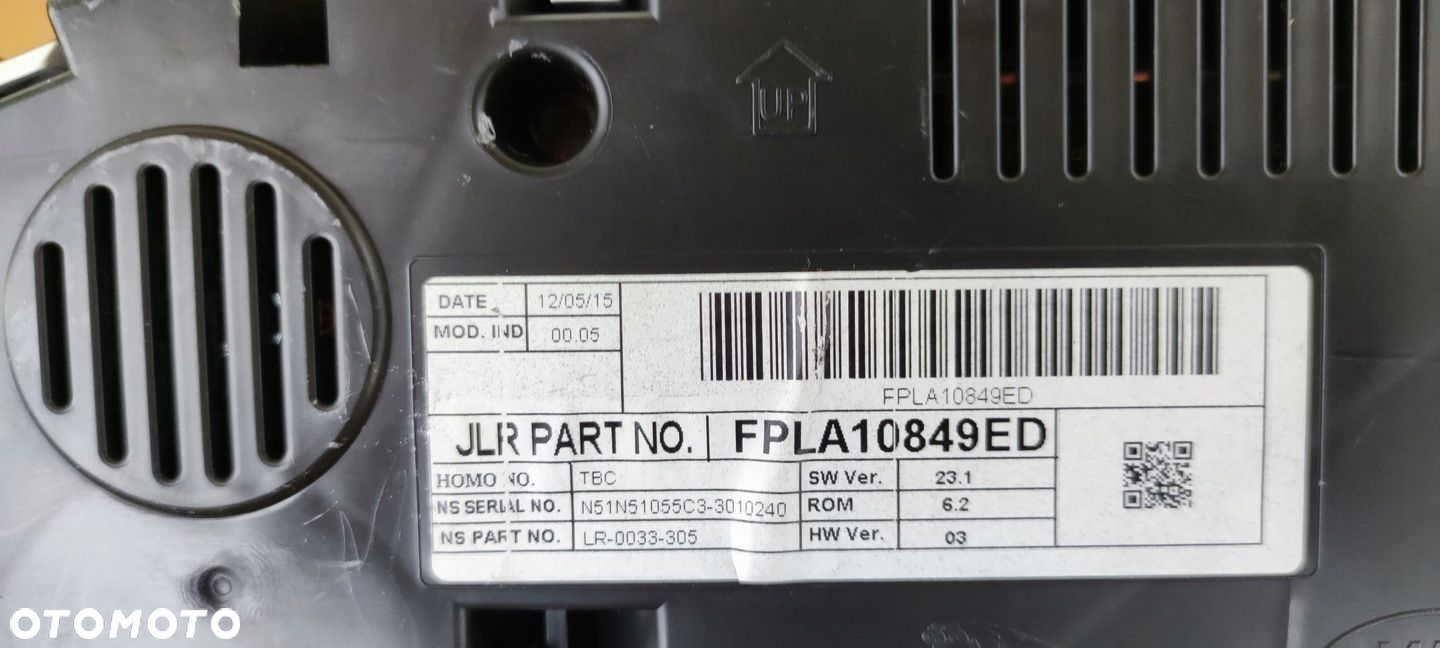 UP
DATE 12/05/15
MOD. IND 00.05
FPLA10849ED
JLR PART NO. FPLA10849ED
HOMO NO. TBC SW Ver. 23.1
NS SERIAL NO. N51N51055C3-3010240 ROM 6.2
NS PART NO. LR-0033-305 HW Ver. 03
OTOMOTO